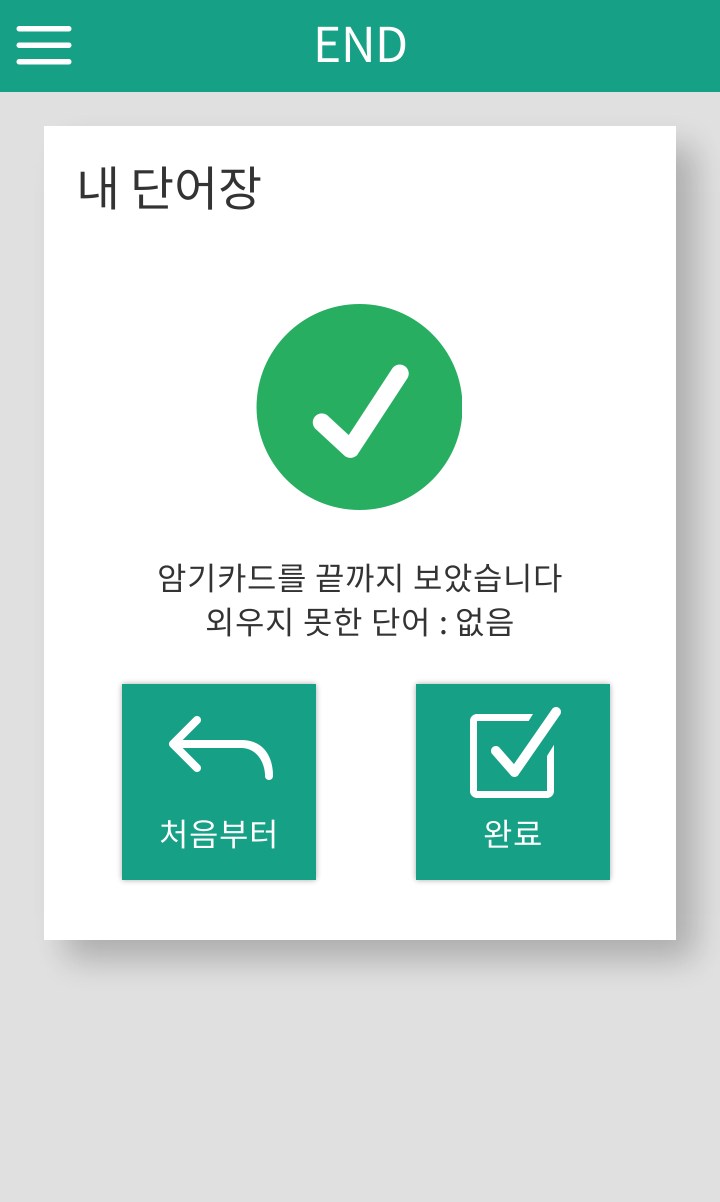 END
내 단어장
암기카드를 끝까지 보았습니다
외우지 못한 단어 : 없음
처음부터
완료